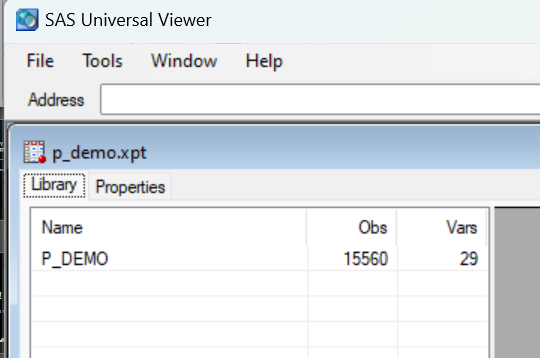 SAS Universal Viewer
File Tools Window Help
Address
p_demo.xpt
Library Properties
Name Obs Vars
P_DEMO 15560 29